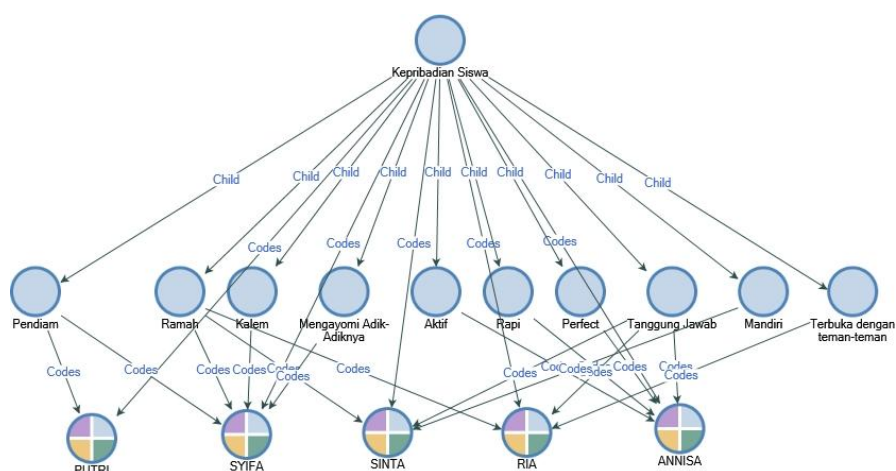 Kepribadian Siswa
Child Child Child Child Child Child Child Child Child Child
Codes Codes Codes Codes Codes
Pendiam
Ramah
Kalem
Mengayomi Adik-
Adiknya
Aktif
Rapi
Perfect
Tanggung Jawab
Mandiri
Terbuka dengan
teman-teman
Codes Codes Codes Codes Codes Codes Codes Codes Codes
Codes Codes
PUTRI
SYIFA
SINTA
RIA
ANNISA